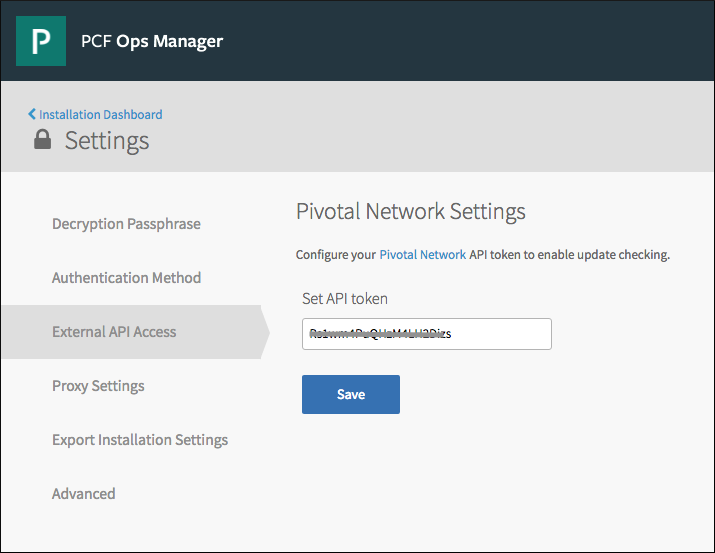 P
PCF Ops Manager
Installation Dashboard
Settings
Decryption Passphrase
Authentication Method
External API Access
Proxy Settings
Export Installation Settings
Advanced
Pivotal Network Settings
Configure your Pivotal Network API token to enable update checking.
Set API token
Save